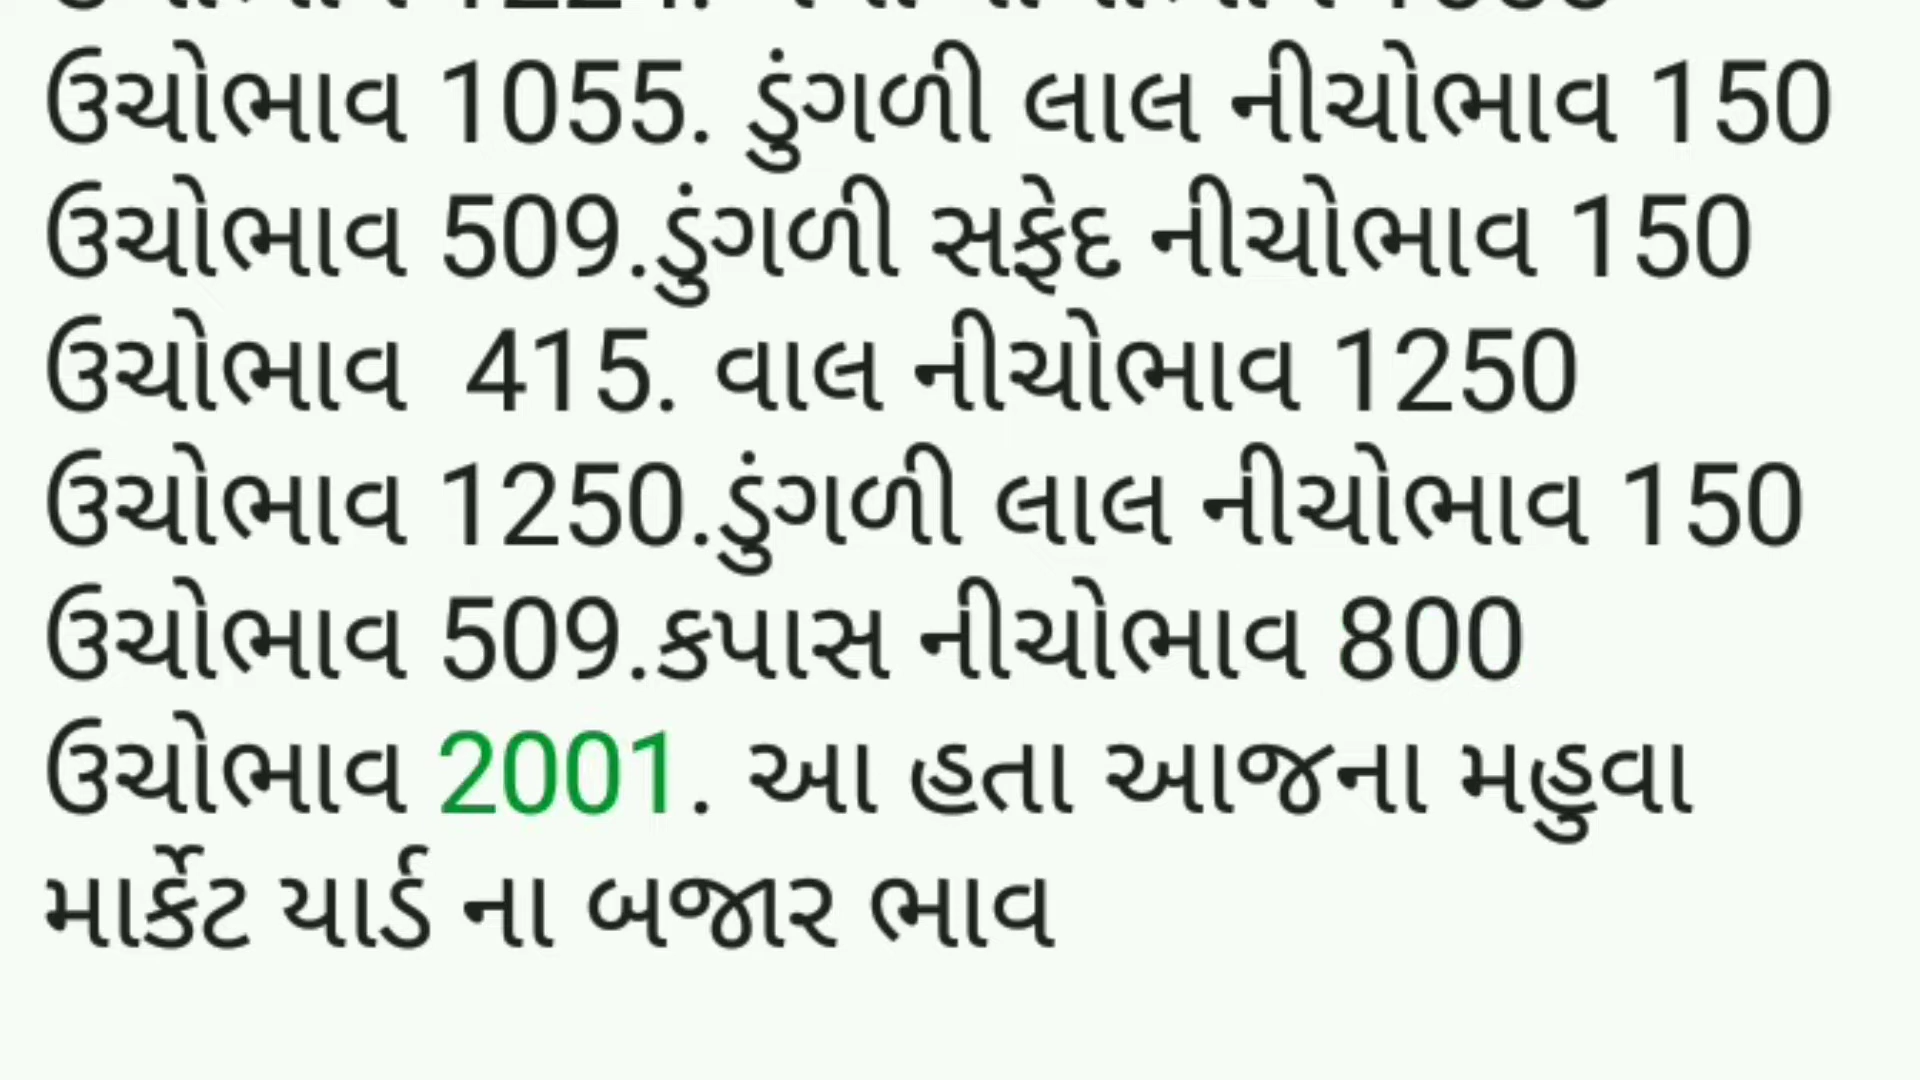 ઉચોભાવ 1055. ડુંગળી લાલ નીચોભાવ 150
ઉચોભાવ 509.ડુંગળી સફેદ નીચોભાવ 150
ઉચોભાવ  415. વાલ નીચોભાવ 1250
ઉચોભાવ 1250.ડુંગળી લાલ નીચોભાવ 150
ઉચોભાવ 509.કપાસ નીચોભાવ 800
ઉચોભાવ 2001. આ હતા આજના મહુવા
માર્કેટ યાર્ડ ના બજાર ભાવ